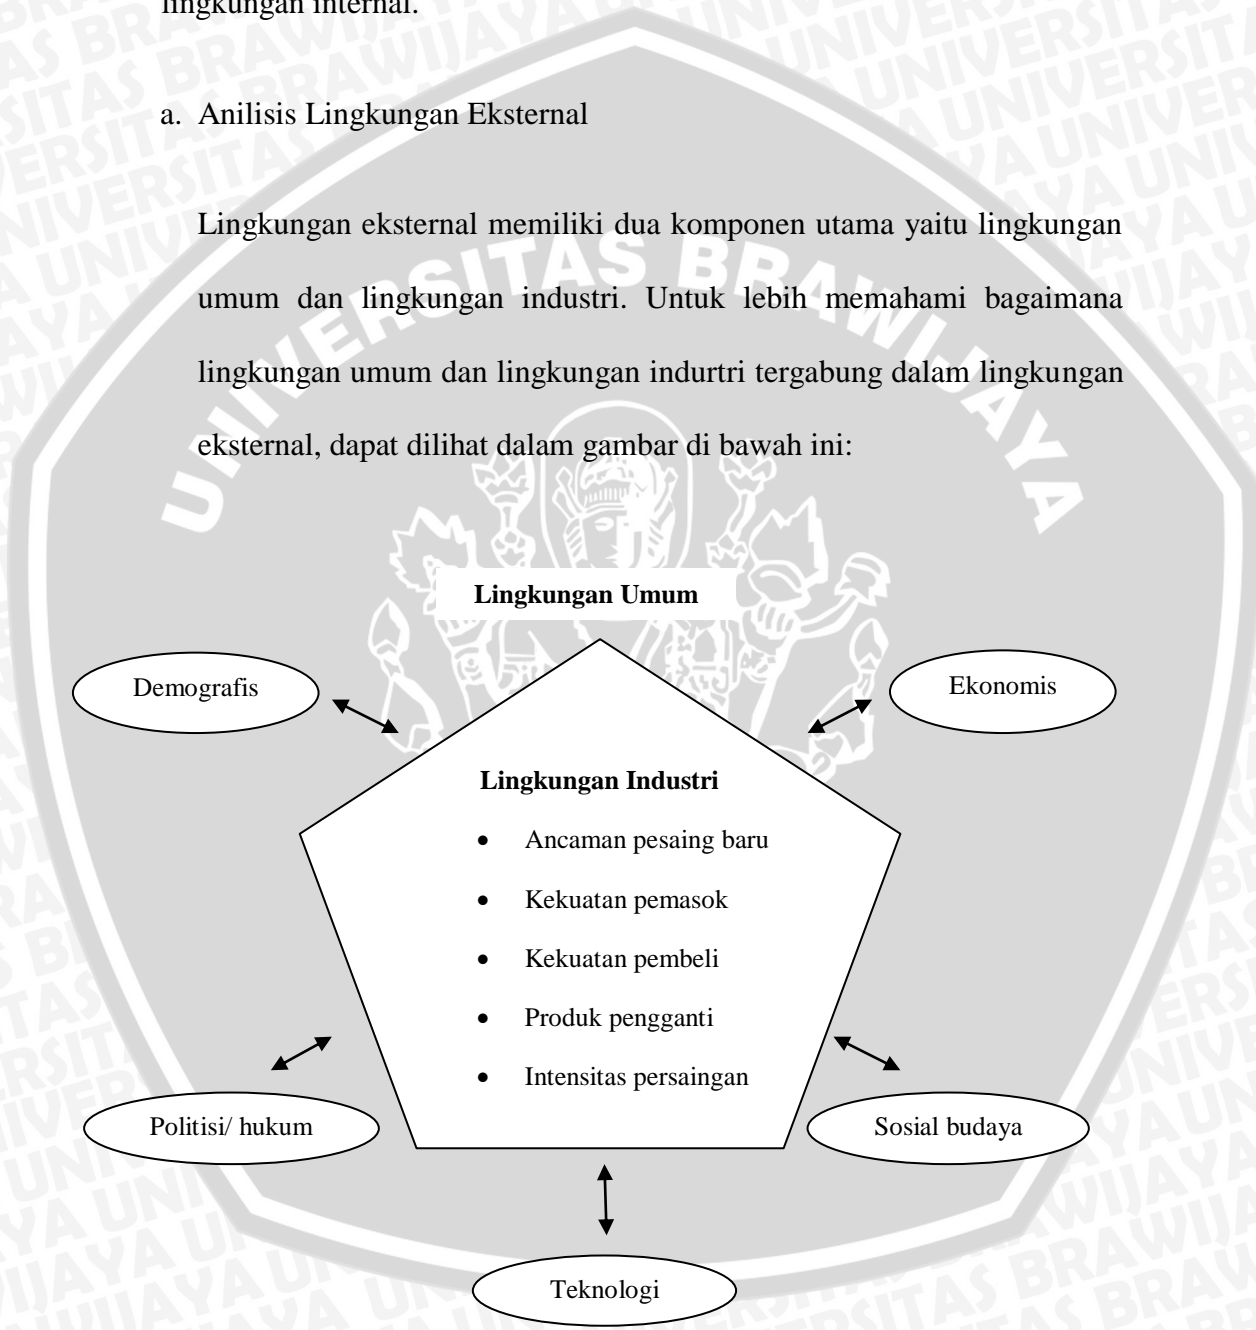 lingkungan internal.
a. Anilisis Lingkungan Eksternal
Lingkungan eksternal memiliki dua komponen utama yaitu lingkungan
umum dan lingkungan industri. Untuk lebih memahami bagaimana
lingkungan umum dan lingkungan indurtri tergabung dalam lingkungan
eksternal, dapat dilihat dalam gambar di bawah ini:
UNIVERSITAS BRAWIJAYA
Lingkungan Umum
Demografis
Ekonomis
Lingkungan Industri
• Ancaman pesaing baru
• Kekuatan pemasok
• Kekuatan pembeli
• Produk pengganti
• Intensitas persaingan
Politisi/ hukum
Sosial budaya
Teknologi